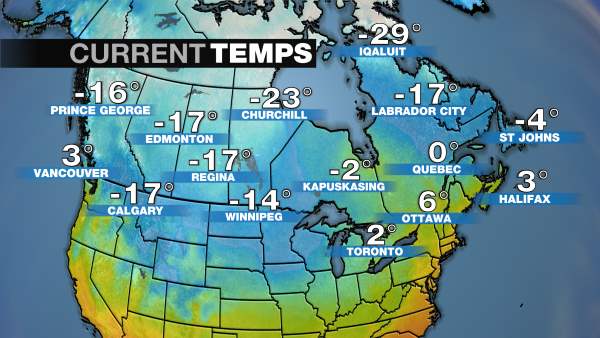 CURRENT TEMPS
-29°
IQALUIT
-16°
PRINCE GEORGE
-17°
EDMONTON
-23°
CHURCHILL
-17°
LABRADOR CITY
-4°
ST JOHNS
3°
VANCOUVER
-17°
REGINA
-2°
KAPUSKASING
0°
QUEBEC
-17°
CALGARY
-14°
WINNIPEG
6°
OTTAWA
3°
HALIFAX
2°
TORONTO